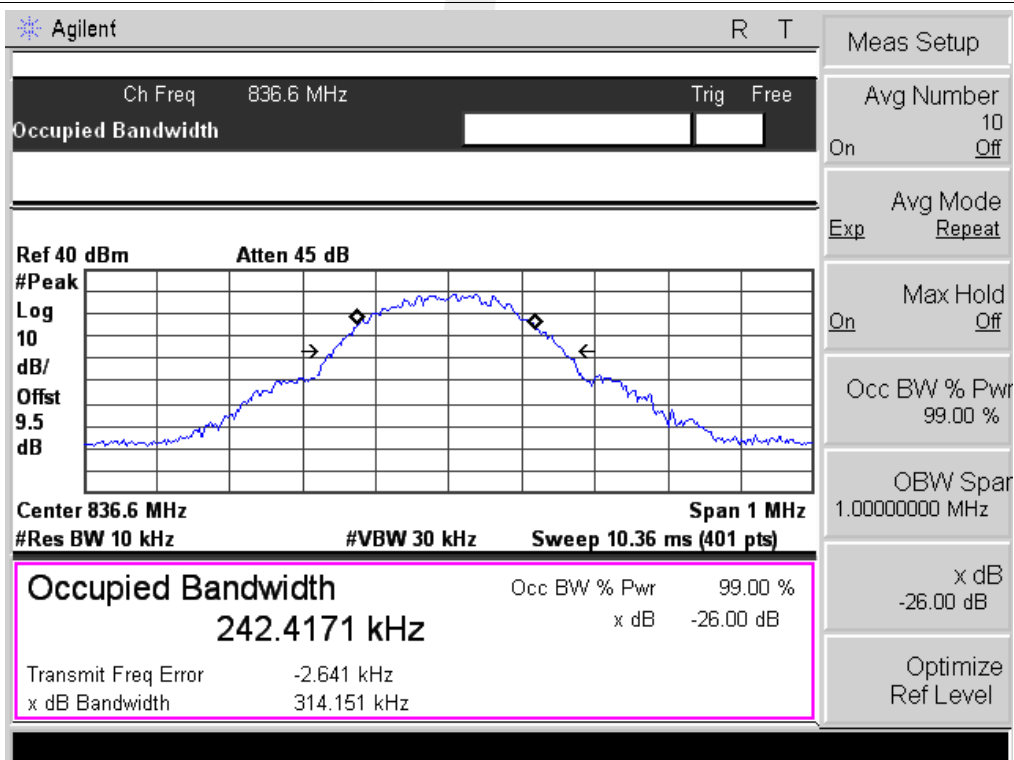 Agilent R T
Ch Freq 836.6 MHz Trig Free
Occupied Bandwidth
Ref 40 dBm Atten 45 dB
#Peak
Log
10
dB/
Offst
9.5
dB
Center 836.6 MHz Span 1 MHz
#Res BW 10 kHz #VBW 30 kHz Sweep 10.36 ms (401 pts)
Occupied Bandwidth
242.4171 kHz
Occ BW % Pwr 99.00 %
x dB -26.00 dB
Transmit Freq Error -2.641 kHz
x dB Bandwidth 314.151 kHz
Meas Setup
Avg Number
10
On Off
Avg Mode
Exp Repeat
Max Hold
On Off
Occ BW % Pwr
99.00 %
OBW Span
1.00000000 MHz
x dB
-26.00 dB
Optimize
Ref Level